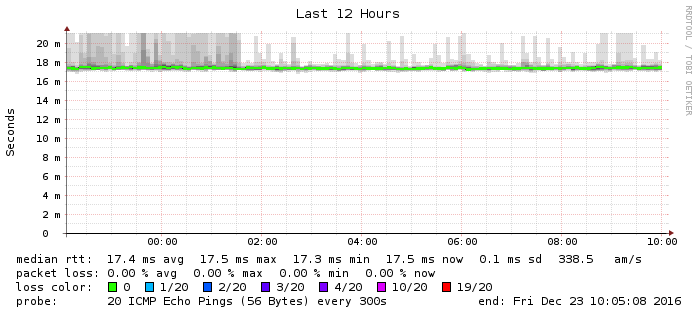 Last 12 Hours
RRDTOOL / TOBI OETIKER
Seconds
20 m
18 m
16 m
14 m
12 m
10 m
8 m
6 m
4 m
2 m
0
00:00 02:00 04:00 06:00 08:00 10:00
median rtt: 17.4 ms avg 17.5 ms max 17.3 ms min 17.5 ms now 0.1 ms sd 338.5 am/s
packet loss: 0.00 % avg 0.00 % max 0.00 % min 0.00 % now
loss color: 0 1/20 2/20 3/20 4/20 10/20 19/20
probe: 20 ICMP Echo Pings (56 Bytes) every 300s end: Fri Dec 23 10:05:08 2016